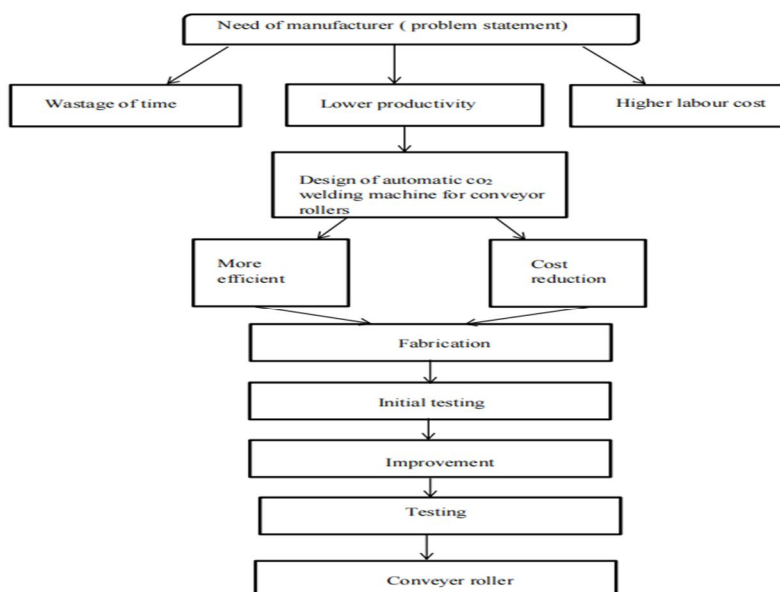 Need of manufacturer ( problem statement)
Wastage of time
Lower productivity
Higher labour cost
Design of automatic co₂
welding machine for conveyor
rollers
More
efficient
Cost
reduction
Fabrication
Initial testing
Improvement
Testing
Conveyer roller